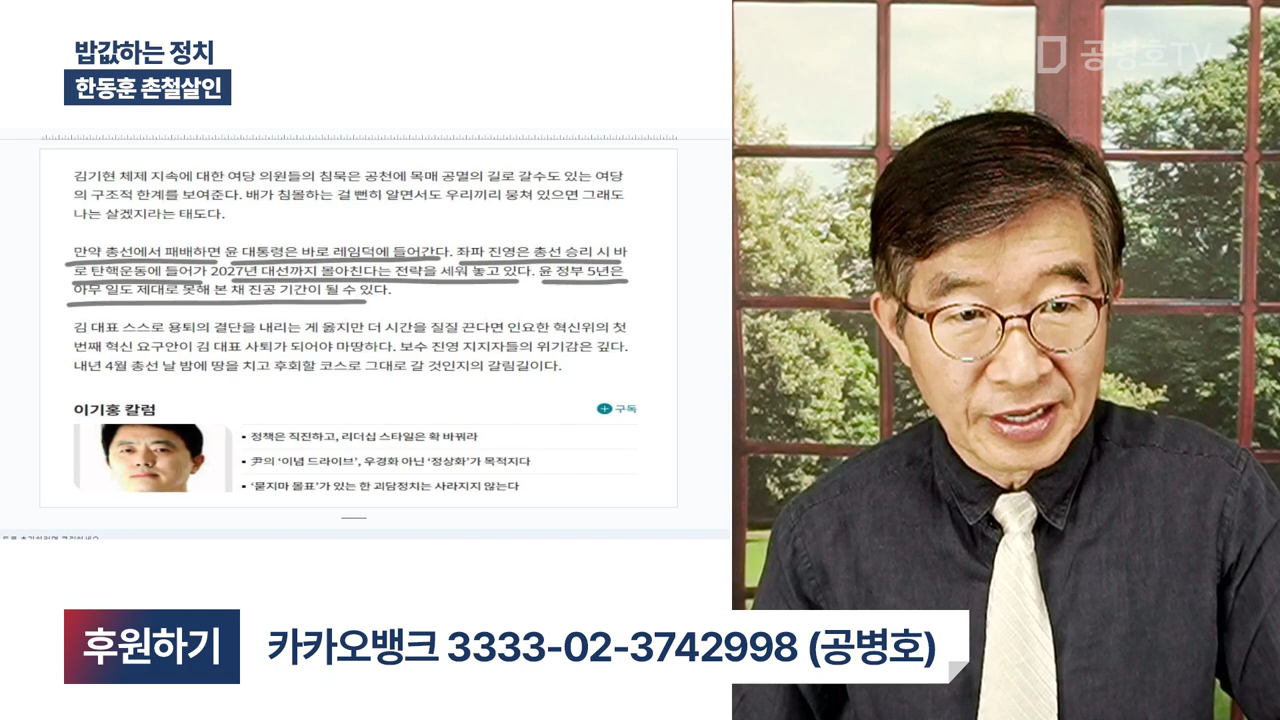 밥값하는 정치
한동훈 촌철살인
공병호TV
김기현 체제 지속에 대한 여당 의원들의 침묵은 공천에 목매 공멸의 길로 갈수도 있는 여당
의 구조적 한계를 보여준다. 배가 침몰하는 걸 뻔히 알면서도 우리끼리 뭉쳐 있으면 그래도
나는 살겠지라는 태도다.
만약 총선에서 패배하면 윤 대통령은 바로 레임덕에 들어간다. 좌파 진영은 총선 승리 시 바
로 탄핵운동에 들어가 2027년 대선까지 몰아친다는 전략을 세워 놓고 있다. 윤 정부 5년은
아무 일도 제대로 못해 본 채 진공 기간이 될 수 있다.
김 대표 스스로 용퇴의 결단을 내리는 게 옳지만 더 시간을 질질 끈다면 인요한 혁신위의 첫
번째 혁신 요구안이 김 대표 사퇴가 되어야 마땅하다. 보수 진영 지지자들의 위기감은 깊다.
내년 4월 총선 날 밤에 땅을 치고 후회할 코스로 그대로 갈 것인지의 갈림길이다.
이기홍 칼럼
구독
▪ 정책은 직진하고, 리더십 스타일은 확 바꿔라
▪ 尹의 ‘이념 드라이브’, 우경화 아닌 ‘정상화’가 목적지다
▪ ‘묻지마 몰표’가 있는 한 괴담정치는 사라지지 않는다
후원하기
카카오뱅크 3333-02-3742998 (공병호)